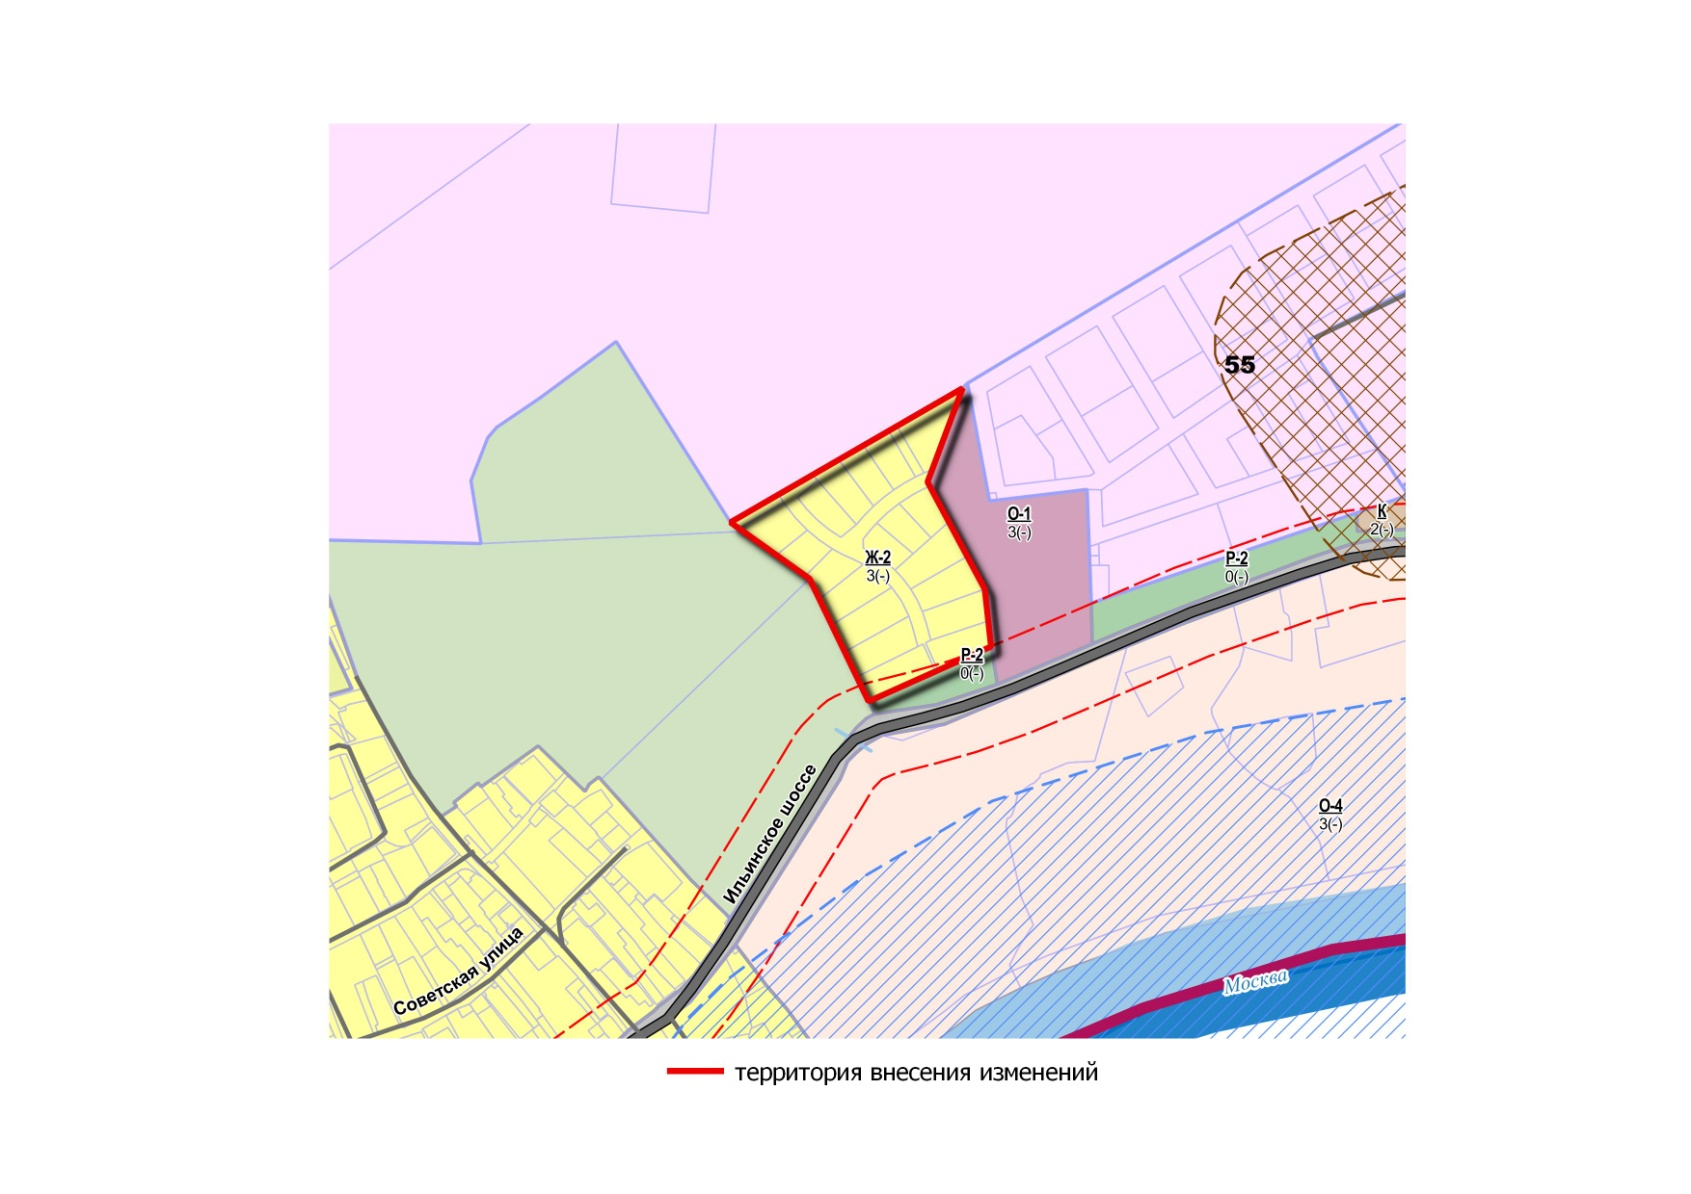 55
О-1
3(-)
К
2(-)
Ж-2
3(-)
Р-2
0(-)
Р-2
0(-)
Ильинское шоссе
О-4
3(-)
Советская улица
Москва
территория внесения изменений